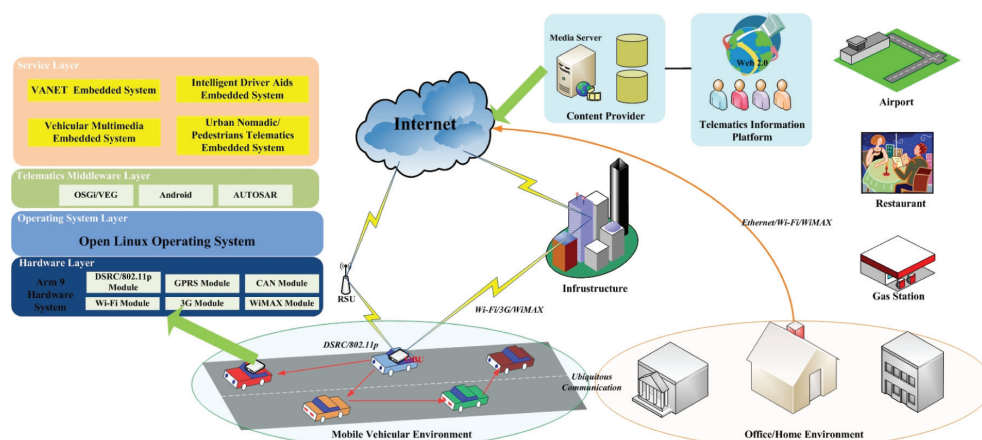 Service Layer
VANET Embedded System
Intelligent Driver Aids
Embedded System
Vehicular Multimedia
Embedded System
Urban Nomadic/
Pedestrians Telematics
Embedded System
Telematics Middleware Layer
OSGi/VEG
Android
AUTOSAR
Operating System Layer
Open Linux Operating System
Hardware Layer
Arm 9
Hardware
System
DSRC/802.11p
Module
GPRS Module
CAN Module
Wi-Fi Module
3G Module
WiMAX Module
Internet
Media Server
Content Provider
Web 2.0
Telematics Information
Platform
Airport
Restaurant
Gas Station
Ethernet/Wi-Fi/WiMAX
RSU
Infrustructure
Wi-Fi/3G/WiMAX
DSRC/802.11p
Ubiquitous
Communication
Mobile Vehicular Environment
Office/Home Environment